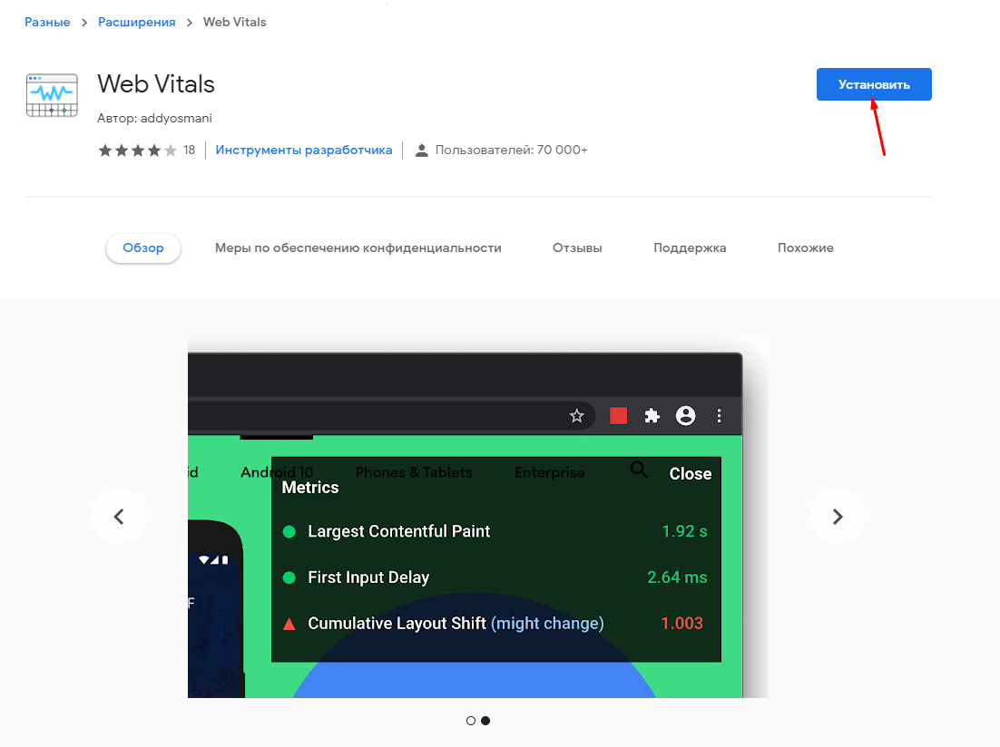 Разные > Расширения > Web Vitals
Web Vitals
Установить
Автор: addyosmani
18 Инструменты разработчика Пользователей: 70 000+
Обзор Меры по обеспечению конфиденциальности Отзывы Поддержка Похожие
id Android 10 Phones & Tablets Enterprise Close
Metrics
Largest Contentful Paint 1.92 s
First Input Delay 2.64 ms
F
Cumulative Layout Shift (might change) 1.003